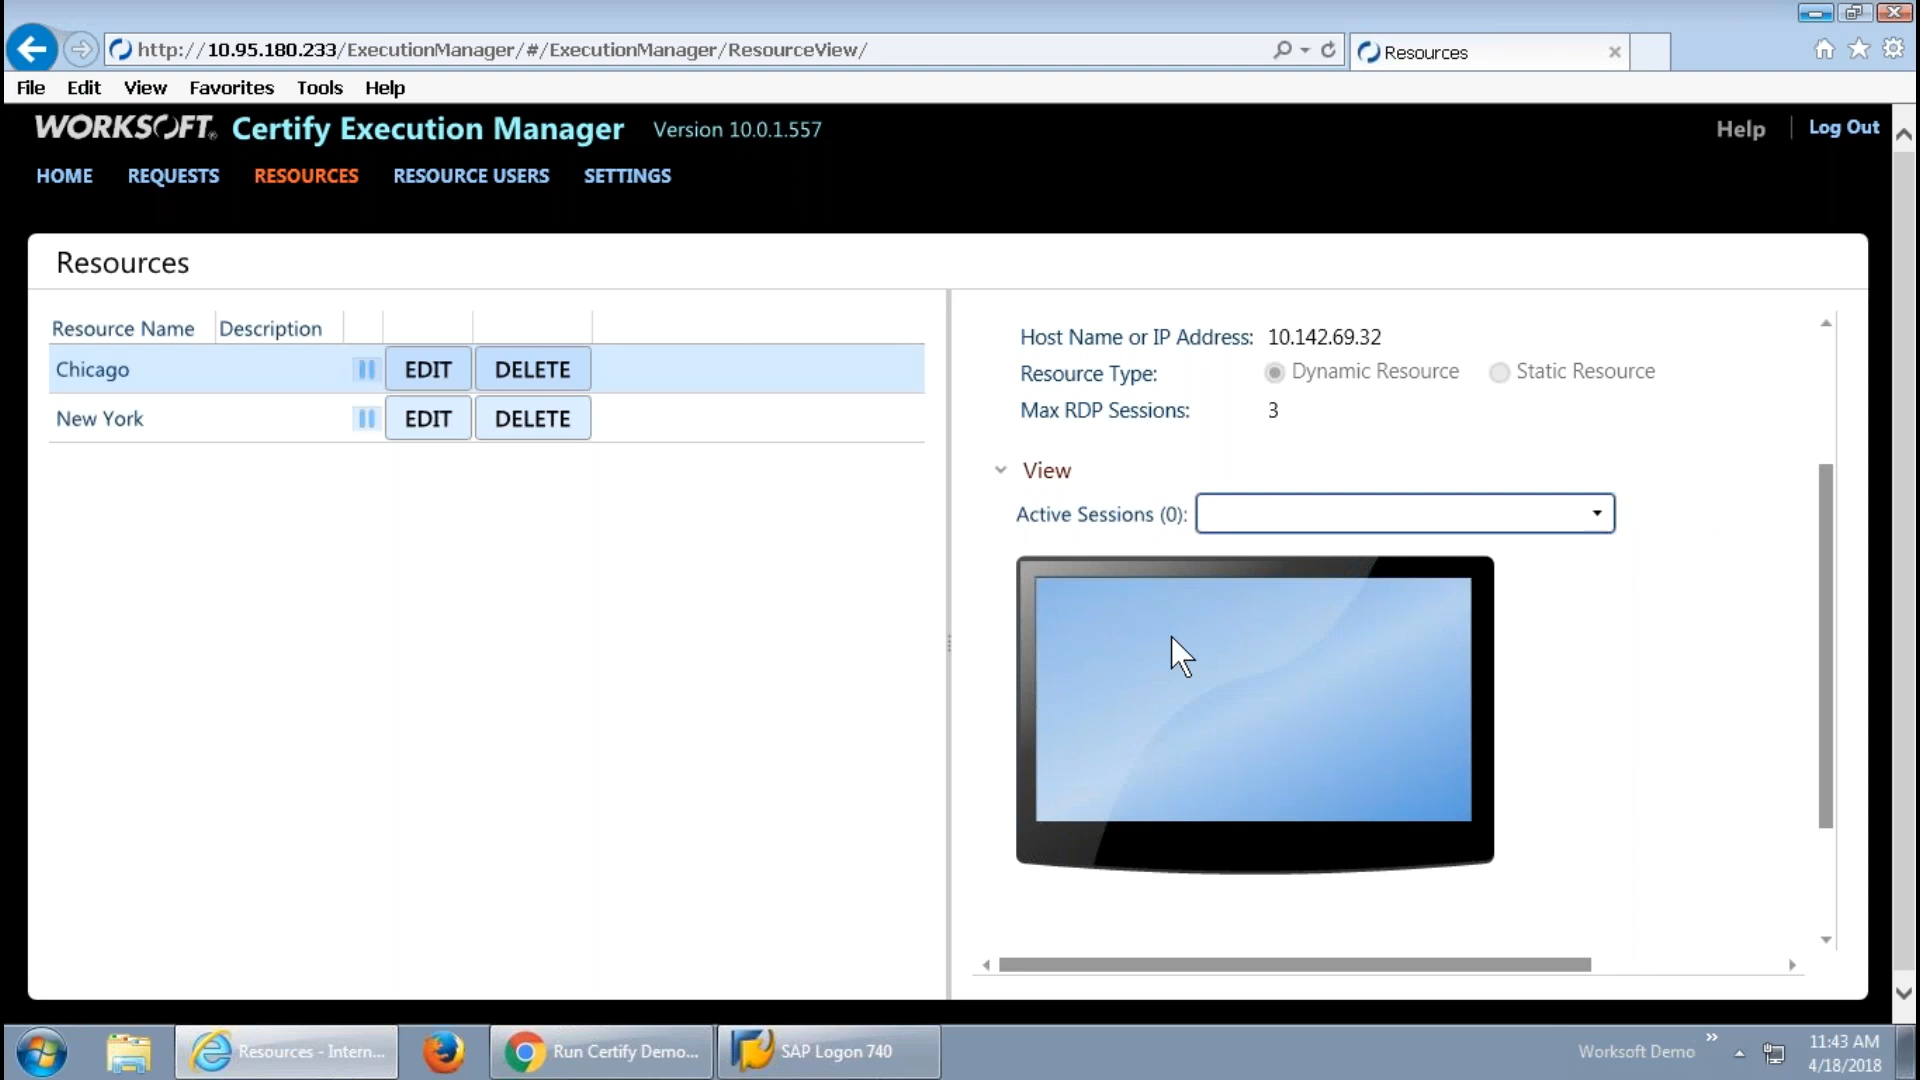 http://10.95.180.233/ExecutionManager/#/ExecutionManager/ResourceView/
Resources
File Edit View Favorites Tools Help
WORKSOFT® Certify Execution Manager Version 10.0.1.557
Help | Log Out
HOME REQUESTS RESOURCES RESOURCE USERS SETTINGS
Resources
Resource Name Description
Chicago EDIT DELETE
New York EDIT DELETE
Host Name or IP Address: 10.142.69.32
Resource Type: Dynamic Resource Static Resource
Max RDP Sessions: 3
View
Active Sessions (0):
Resources - Intern... Run Certify Demo... SAP Logon 740 Worksoft Demo » 11:43 AM
4/18/2018